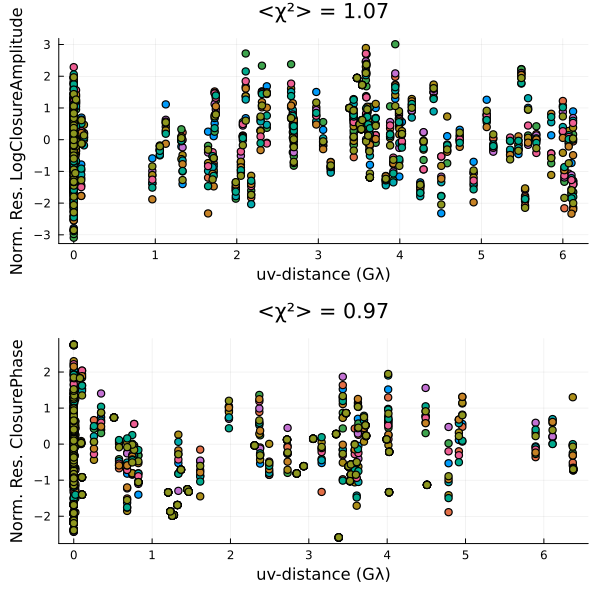 <χ²> = 1.07
Norm. Res. LogClosureAmplitude
3
2
1
0
−1
−2
−3
0 1 2 3 4 5 6
uv-distance (Gλ)
<χ²> = 0.97
Norm. Res. ClosurePhase
2
1
0
−1
−2
0 1 2 3 4 5 6
uv-distance (Gλ)